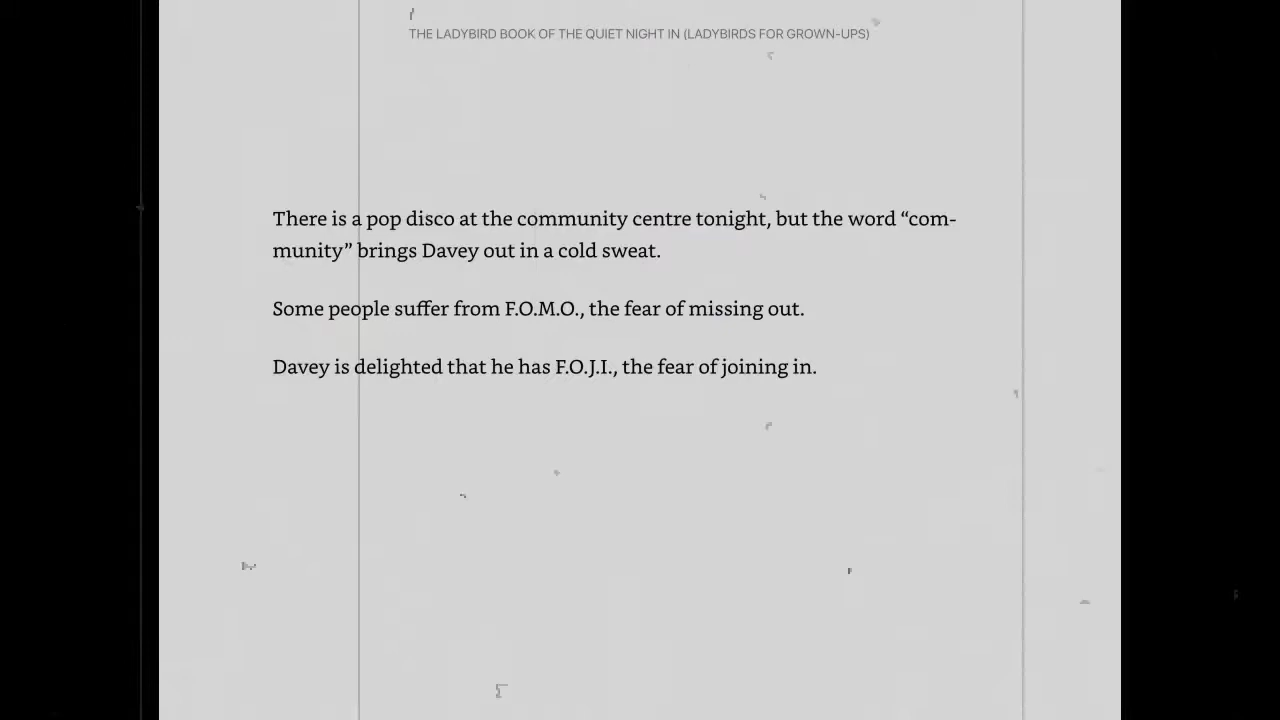 THE LADYBIRD BOOK OF THE QUIET NIGHT IN (LADYBIRDS FOR GROWN-UPS)
There is a pop disco at the community centre tonight, but the word “com-
munity” brings Davey out in a cold sweat.
Some people suffer from F.O.M.O., the fear of missing out.
Davey is delighted that he has F.O.J.I., the fear of joining in.